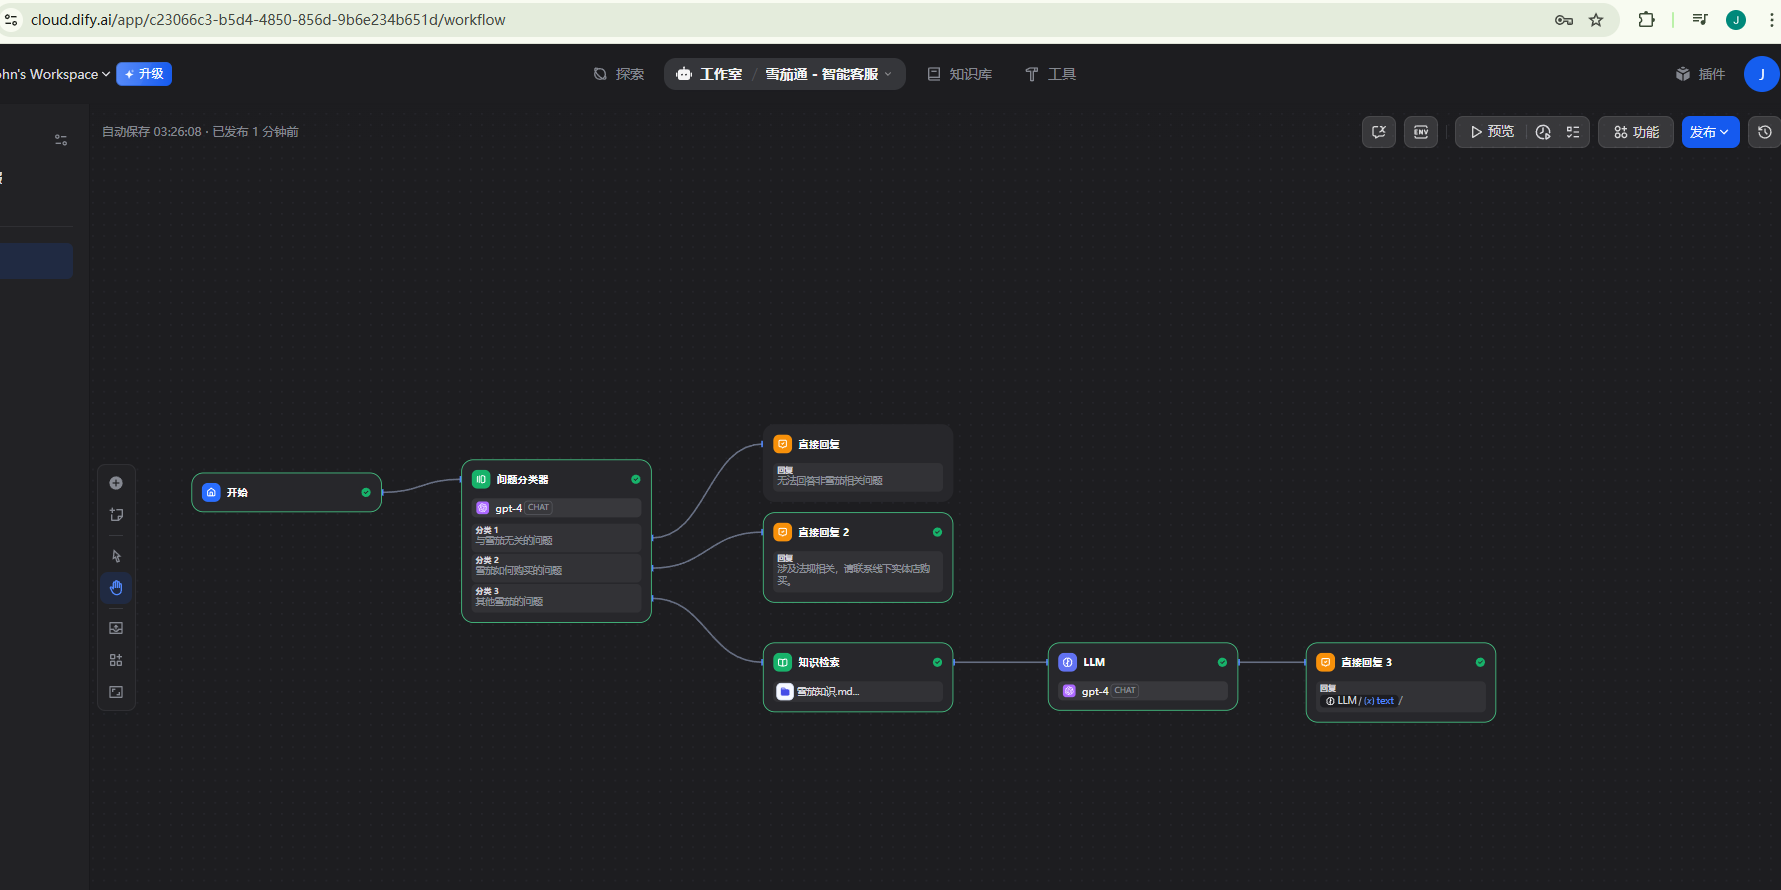 cloud.dify.ai/app/c23066c3-b5d4-4850-856d-9b6e234b651d/workflow
J
ohn's Workspace
升级
探索
工作室 / 雪茄通 - 智能客服
知识库
工具
插件
J
自动保存 03:26:08 · 已发布 1 分钟前
ENV
预览
功能
发布
开始
问题分类器
gpt-4 CHAT
分类 1
与雪茄无关的问题
分类 2
雪茄如何购买的问题
分类 3
其他雪茄的问题
直接回复
回复
无法回答非雪茄相关问题
直接回复 2
回复
涉及法规相关，请联系线下实体店购
买。
知识检索
雪茄知识.md...
LLM
gpt-4 CHAT
直接回复 3
回复
LLM / (x) text /